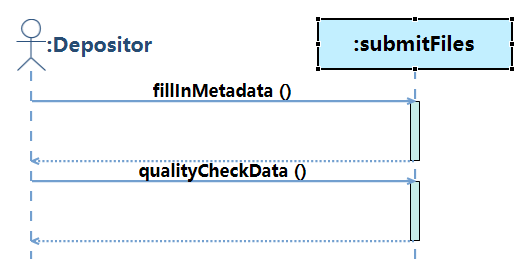 :Depositor
:submitFiles
fillInMetadata ()
qualityCheckData ()